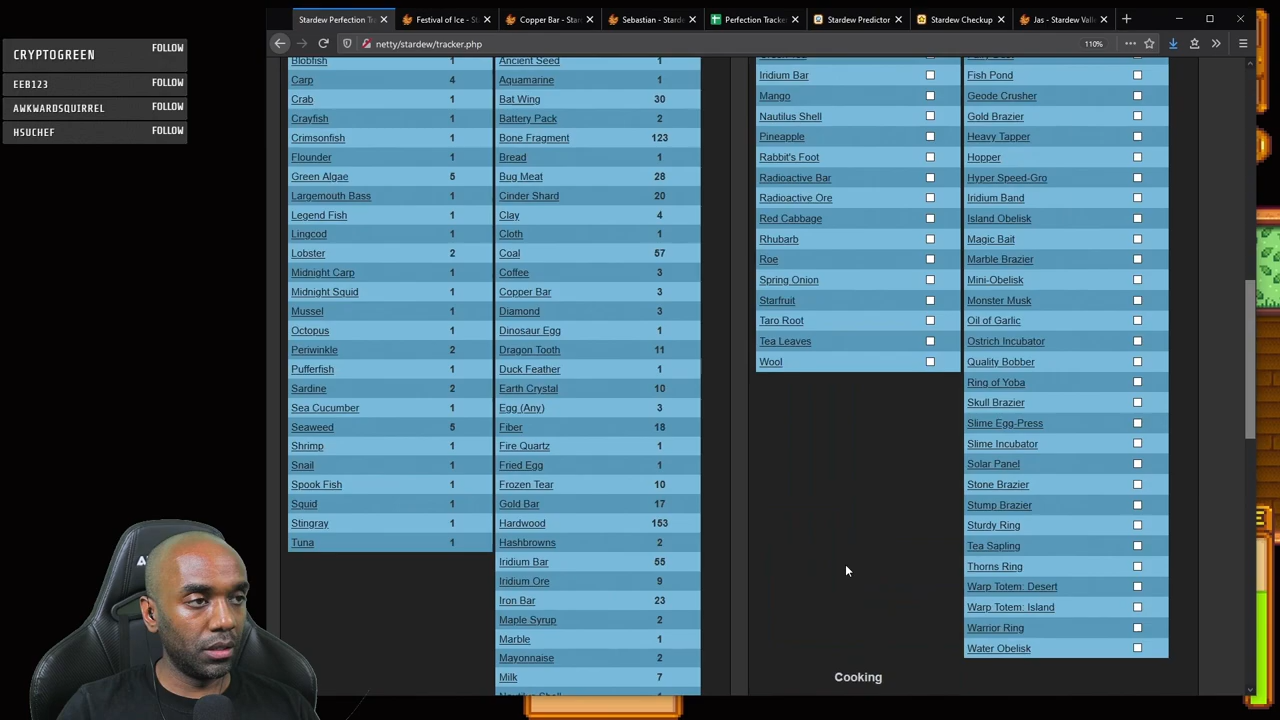 CRYPTOGREEN FOLLOW
EEB123 FOLLOW
AWKWARDSQUIRREL FOLLOW
HSUCHEF FOLLOW
Stardew Perfection Tra
Festival of Ice - Sta
Copper Bar - Star
Sebastian - Stardew
Perfection Tracker
Stardew Predictor
Stardew Checkup
Jas - Stardew Vall
netty/stardew/tracker.php
110%
Blobfish 1
Carp 4
Crab 1
Crayfish 1
Crimsonfish 1
Flounder 1
Green Algae 5
Largemouth Bass 1
Legend Fish 1
Lingcod 1
Lobster 2
Midnight Carp 1
Midnight Squid 1
Mussel 1
Octopus 1
Periwinkle 2
Pufferfish 1
Sardine 2
Sea Cucumber 1
Seaweed 5
Shrimp 1
Snail 1
Spook Fish 1
Squid 1
Stingray 1
Tuna 1
Ancient Seed 1
Aquamarine 1
Bat Wing 30
Battery Pack 2
Bone Fragment 123
Bread 1
Bug Meat 28
Cinder Shard 20
Clay 4
Cloth 1
Coal 57
Coffee 3
Copper Bar 3
Diamond 3
Dinosaur Egg 1
Dragon Tooth 11
Duck Feather 1
Earth Crystal 10
Egg (Any) 3
Fiber 18
Fire Quartz 1
Fried Egg 1
Frozen Tear 10
Gold Bar 17
Hardwood 153
Hashbrowns 2
Iridium Bar 55
Iridium Ore 9
Iron Bar 23
Maple Syrup 2
Marble 1
Mayonnaise 2
Milk 7
Nautilus Shell 1
Iridium Bar
Mango
Nautilus Shell
Pineapple
Rabbit's Foot
Radioactive Bar
Radioactive Ore
Red Cabbage
Rhubarb
Roe
Spring Onion
Starfruit
Taro Root
Tea Leaves
Wool
Fish Pond
Geode Crusher
Gold Brazier
Heavy Tapper
Hopper
Hyper Speed-Gro
Iridium Band
Island Obelisk
Magic Bait
Marble Brazier
Mini-Obelisk
Monster Musk
Oil of Garlic
Ostrich Incubator
Quality Bobber
Ring of Yoba
Skull Brazier
Slime Egg-Press
Slime Incubator
Solar Panel
Stone Brazier
Stump Brazier
Sturdy Ring
Tea Sapling
Thorns Ring
Warp Totem: Desert
Warp Totem: Island
Warrior Ring
Water Obelisk
Cooking